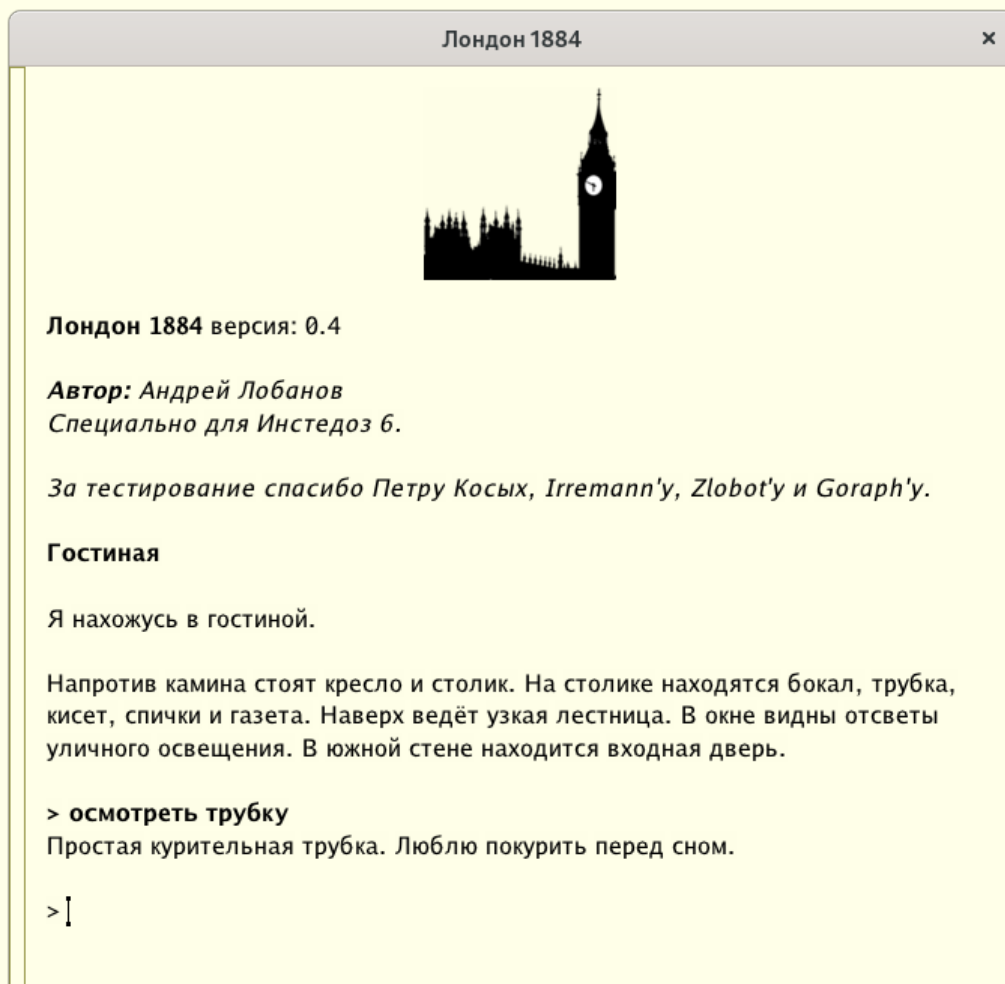 Лондон 1884
×
Лондон 1884 версия: 0.4
Автор: Андрей Лобанов
Специально для Инстедоз 6.
За тестирование спасибо Петру Косых, Irremann'у, Zlobot'у и Goraph'у.
Гостиная
Я нахожусь в гостиной.
Напротив камина стоят кресло и столик. На столике находятся бокал, трубка,
кисет, спички и газета. Наверх ведёт узкая лестница. В окне видны отсветы
уличного освещения. В южной стене находится входная дверь.
> осмотреть трубку
Простая курительная трубка. Люблю покурить перед сном.
>